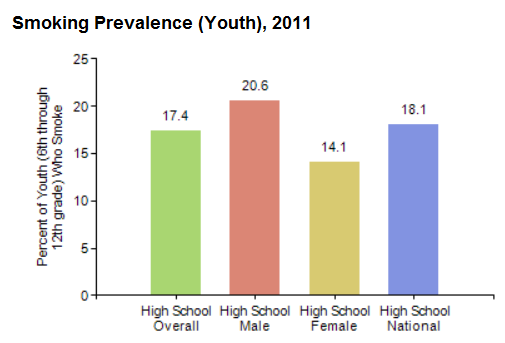 Smoking Prevalence (Youth), 2011
Percent of Youth (6th through
12th grade) Who Smoke
25
20
15
10
5
0
17.4
20.6
14.1
18.1
High School
Overall
High School
Male
High School
Female
High School
National